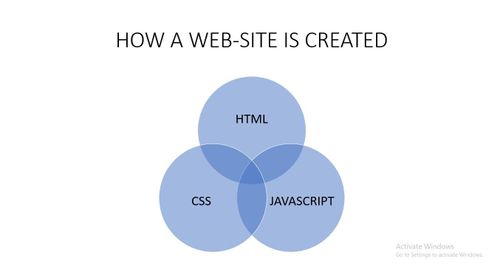 HOW A WEB-SITE IS CREATED
HTML
CSS
JAVASCRIPT
Activate Windows
Go to Settings to activate Windows.